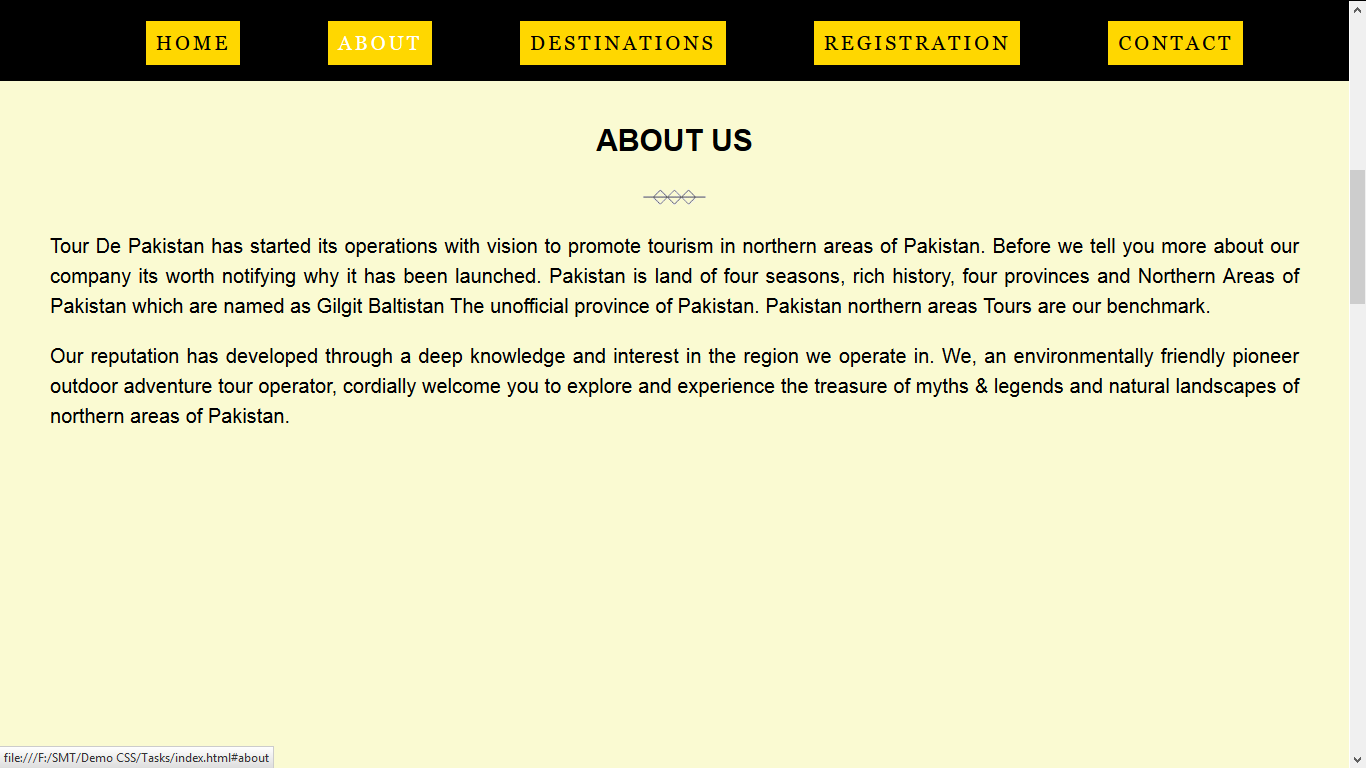 HOME ABOUT DESTINATIONS REGISTRATION CONTACT
ABOUT US
Tour De Pakistan has started its operations with vision to promote tourism in northern areas of Pakistan. Before we tell you more about our
company its worth notifying why it has been launched. Pakistan is land of four seasons, rich history, four provinces and Northern Areas of
Pakistan which are named as Gilgit Baltistan The unofficial province of Pakistan. Pakistan northern areas Tours are our benchmark.
Our reputation has developed through a deep knowledge and interest in the region we operate in. We, an environmentally friendly pioneer
outdoor adventure tour operator, cordially welcome you to explore and experience the treasure of myths & legends and natural landscapes of
northern areas of Pakistan.
file:///F:/SMT/Demo CSS/Tasks/index.html#about